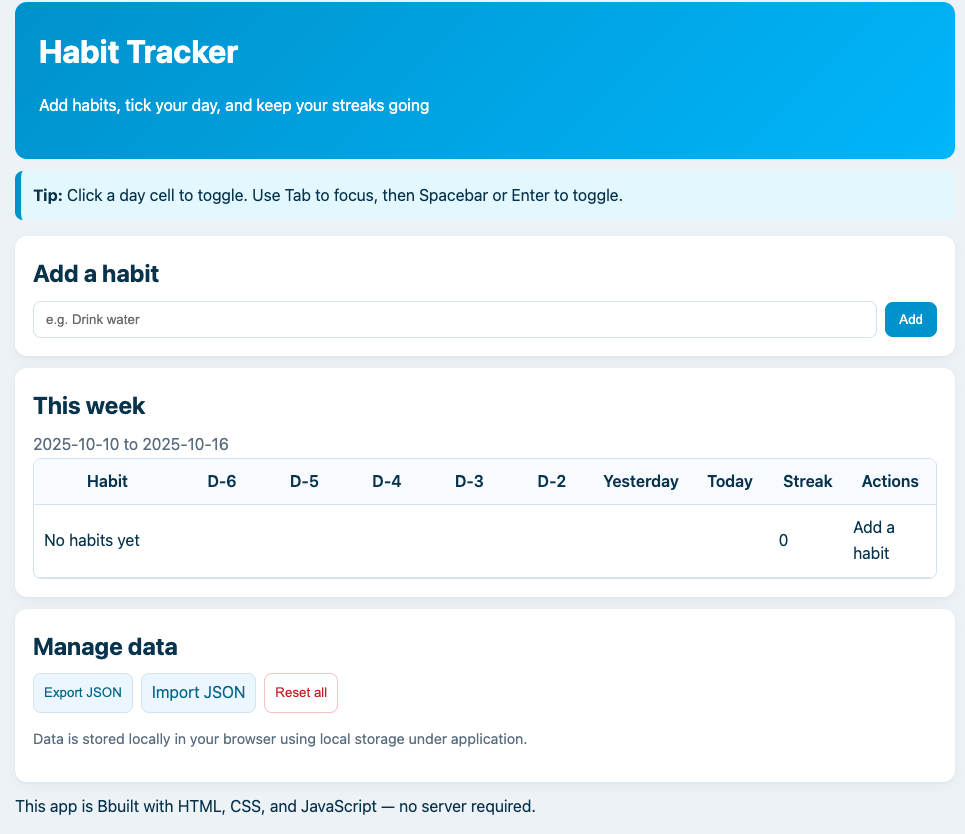 Habit Tracker
Add habits, tick your day, and keep your streaks going
Tip: Click a day cell to toggle. Use Tab to focus, then Spacebar or Enter to toggle.
Add a habit
e.g. Drink water
Add
This week
2025-10-10 to 2025-10-16
Habit D-6 D-5 D-4 D-3 D-2 Yesterday Today Streak Actions
No habits yet 0 Add a
habit
Manage data
Export JSON Import JSON Reset all
Data is stored locally in your browser using local storage under application.
This app is Bbuilt with HTML, CSS, and JavaScript — no server required.